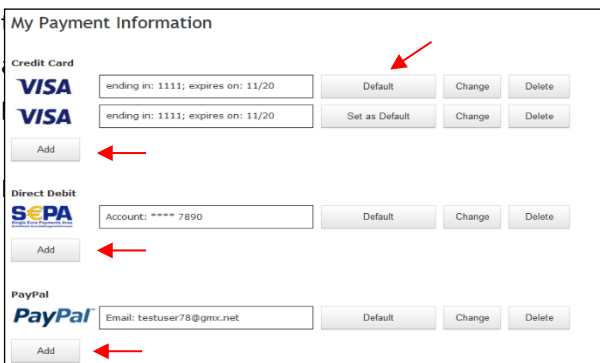 My Payment Information
Credit Card
VISA ending in: 1111; expires on: 11/20 Default Change Delete
VISA ending in: 1111; expires on: 11/20 Set as Default Change Delete
Add
Direct Debit
S€PA Account: **** 7890 Default Change Delete
Single Euro Payments Area
Add
PayPal
PayPal Email: testuser78@gmx.net Default Change Delete
Add